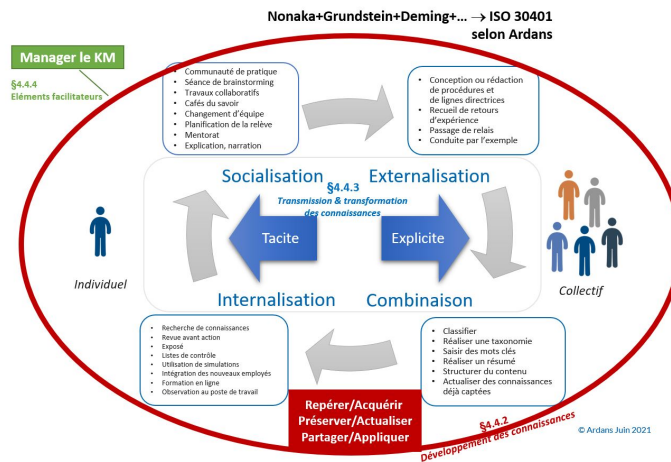 Nonaka+Grundstein+Deming+… → ISO 30401
selon Ardans
Manager le KM
§4.4.4
Eléments facilitateurs
• Communauté de pratique
• Séance de brainstorming
• Travaux collaboratifs
• Cafés du savoir
• Changement d'équipe
• Planification de la relève
• Mentorat
• Explication, narration
• Conception ou rédaction
de procédures et
de lignes directrices
• Recueil de retours
d'expérience
• Passage de relais
• Conduite par l'exemple
Socialisation
Externalisation
§4.4.3
Transmission & transformation
des connaissances
Tacite
Explicite
Individuel
Collectif
Internalisation
Combinaison
• Recherche de connaissances
• Revue avant action
• Exposé
• Listes de contrôle
• Utilisation de simulations
• Intégration des nouveaux employés
• Formation en ligne
• Observation au poste de travail
• Classifier
• Réaliser une taxonomie
• Saisir des mots clés
• Réaliser un résumé
• Structurer du contenu
• Actualiser des connaissances
déjà captées
Repérer/Acquérir
Préserver/Actualiser
Partager/Appliquer
§4.4.2
Développement des connaissances
© Ardans Juin 2021